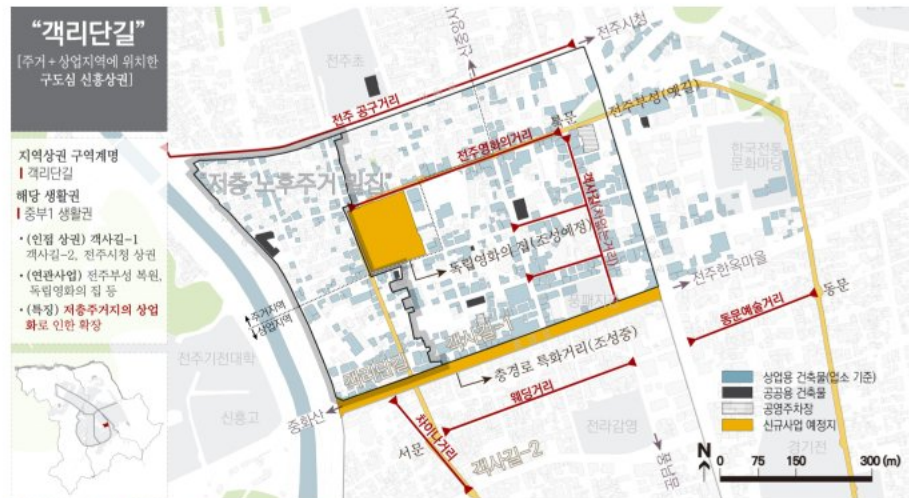 “객리단길”
[주거+상업지역에 위치한
구도심 신흥상권]
지역상권 구역계명
객리단길
해당 생활권
중부1 생활권
• (인접 상권) 객사길-1
객사길-2, 전주시청 상권
• (연관사업) 전주부성 복원,
독립영화의 집 등
• (특징) 저층주거지의 상업
화로 인한 확장
전주초
전주시청
전주 공구거리
북문
전주부성(옛길)
전주영화의거리
한국전통
문화마당
"저층 노후주거 밀집"
독립영화의 집(조성예정)
전주한옥마을
동문
동문예술거리
주거지역
상업지역
전주기전대학
객사길-1
충경로 특화거리(조성중)
신흥고
중화산
웨딩거리
차이나거리
서문
전라감영
객사길-2
풍남문
경기전
상업용 건축물(업소 기준)
공공용 건축물
공영주차장
신규사업 예정지
N
0 75 150 300 (m)